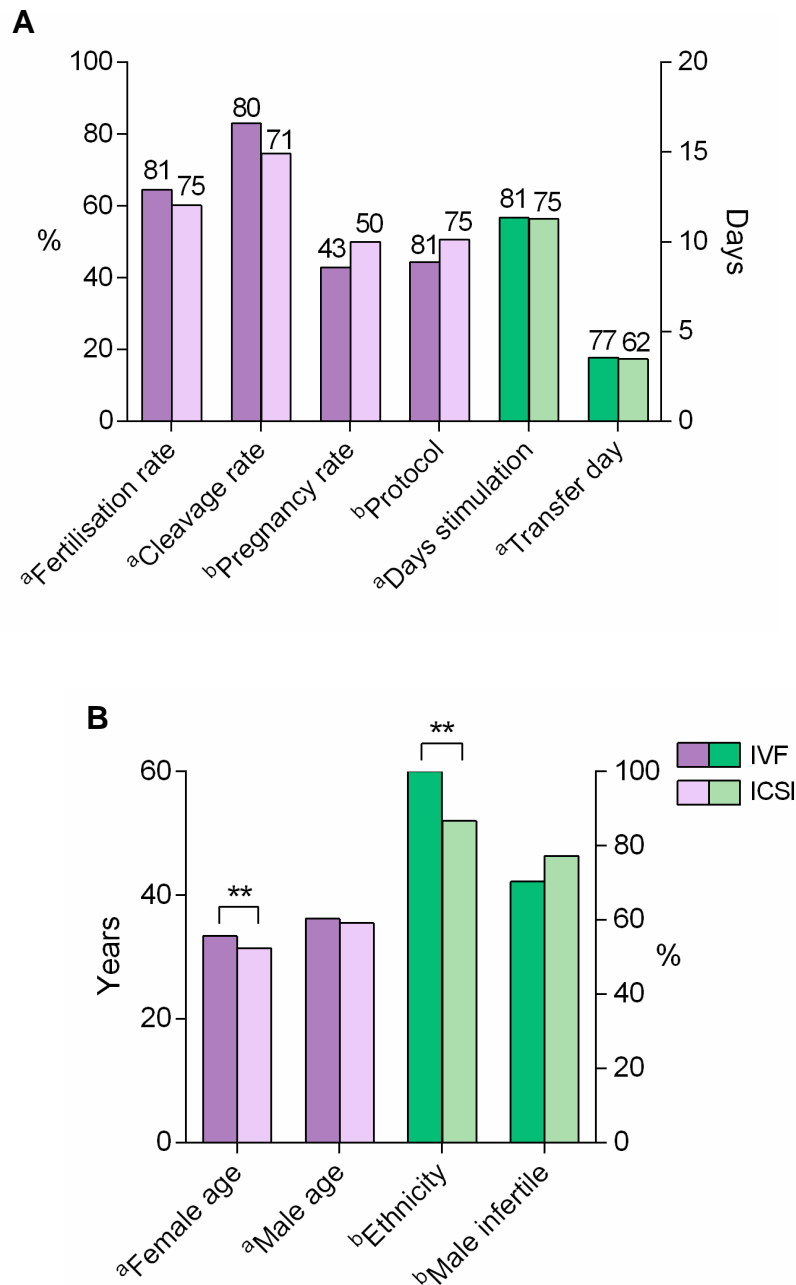 A
100
80
60
40
20
0
%
20
15
10
5
0
Days
81 75
80 71
43 50
81 75
81 75
77 62
aFertilisation rate
aCleavage rate
bPregnancy rate
bProtocol
aDays stimulation
aTransfer day
B
IVF
ICSI
60
40
20
0
Years
100
80
60
40
20
0
%
**
**
aFemale age
aMale age
bEthnicity
bMale infertile